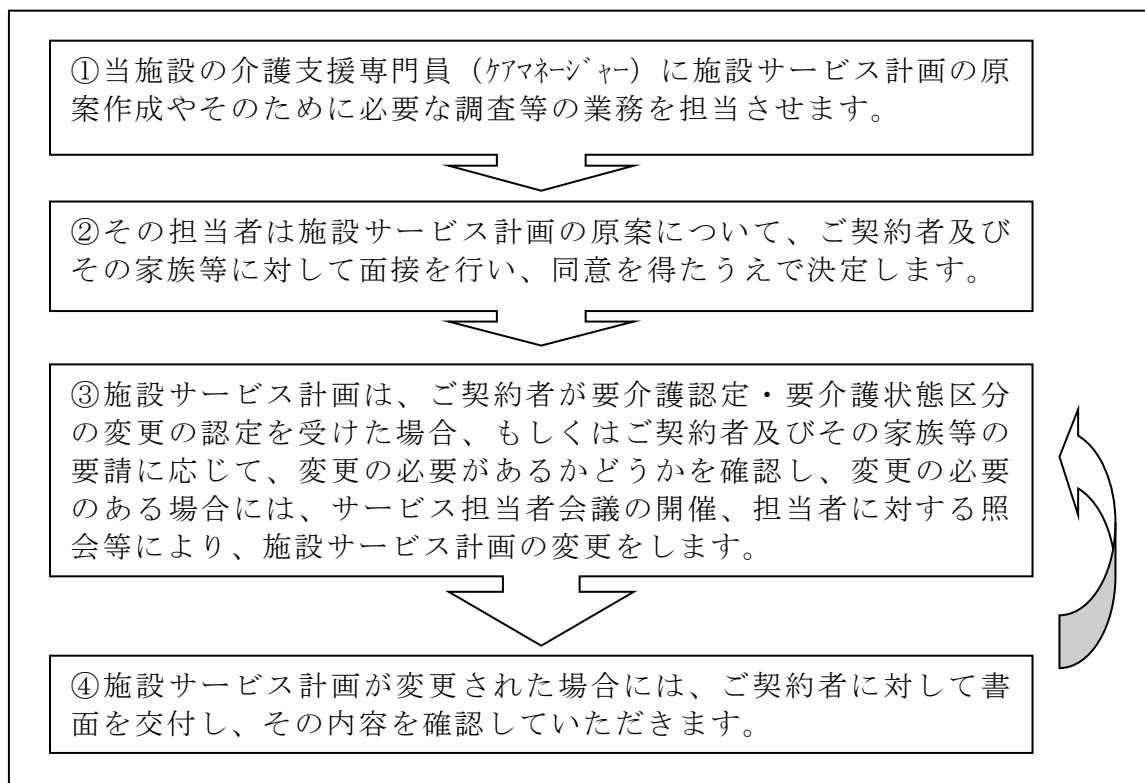 ①当施設の介護支援専門員（ｹｱﾏﾈｰｼﾞｬｰ）に施設サービス計画の原
案作成やそのために必要な調査等の業務を担当させます。
②その担当者は施設サービス計画の原案について、ご契約者及び
その家族等に対して面接を行い、同意を得たうえで決定します。
③施設サービス計画は、ご契約者が要介護認定・要介護状態区分
の変更の認定を受けた場合、もしくはご契約者及びその家族等の
要請に応じて、変更の必要があるかどうかを確認し、変更の必要
のある場合には、サービス担当者会議の開催、担当者に対する照
会等により、施設サービス計画の変更をします。
④施設サービス計画が変更された場合には、ご契約者に対して書
面を交付し、その内容を確認していただきます。